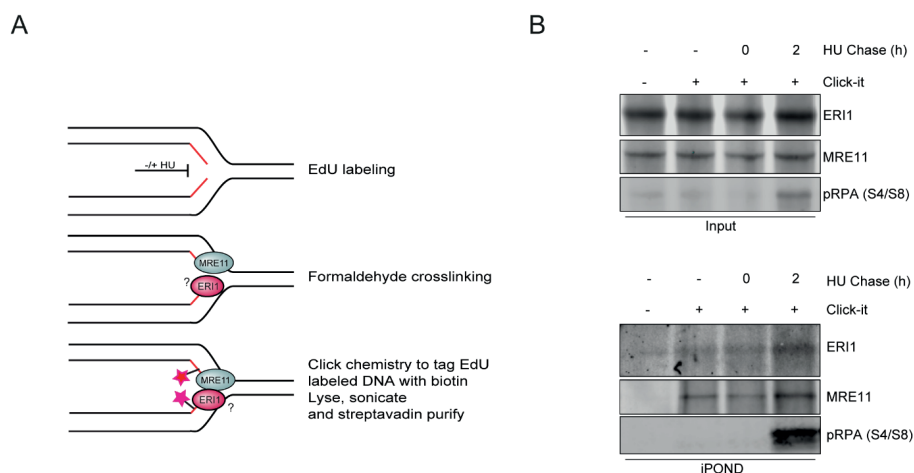 A
-/+ HU
EdU labeling
MRE11
?
ERI1
Formaldehyde crosslinking
Click chemistry to tag EdU
labeled DNA with biotin
Lyse, sonicate
and streptavadin purify
MRE11
ERI1
?
B
- - 0 2 HU Chase (h)
- + + + Click-it
ERI1
MRE11
pRPA (S4/S8)
Input
- - 0 2 HU Chase (h)
- + + + Click-it
ERI1
MRE11
pRPA (S4/S8)
iPOND